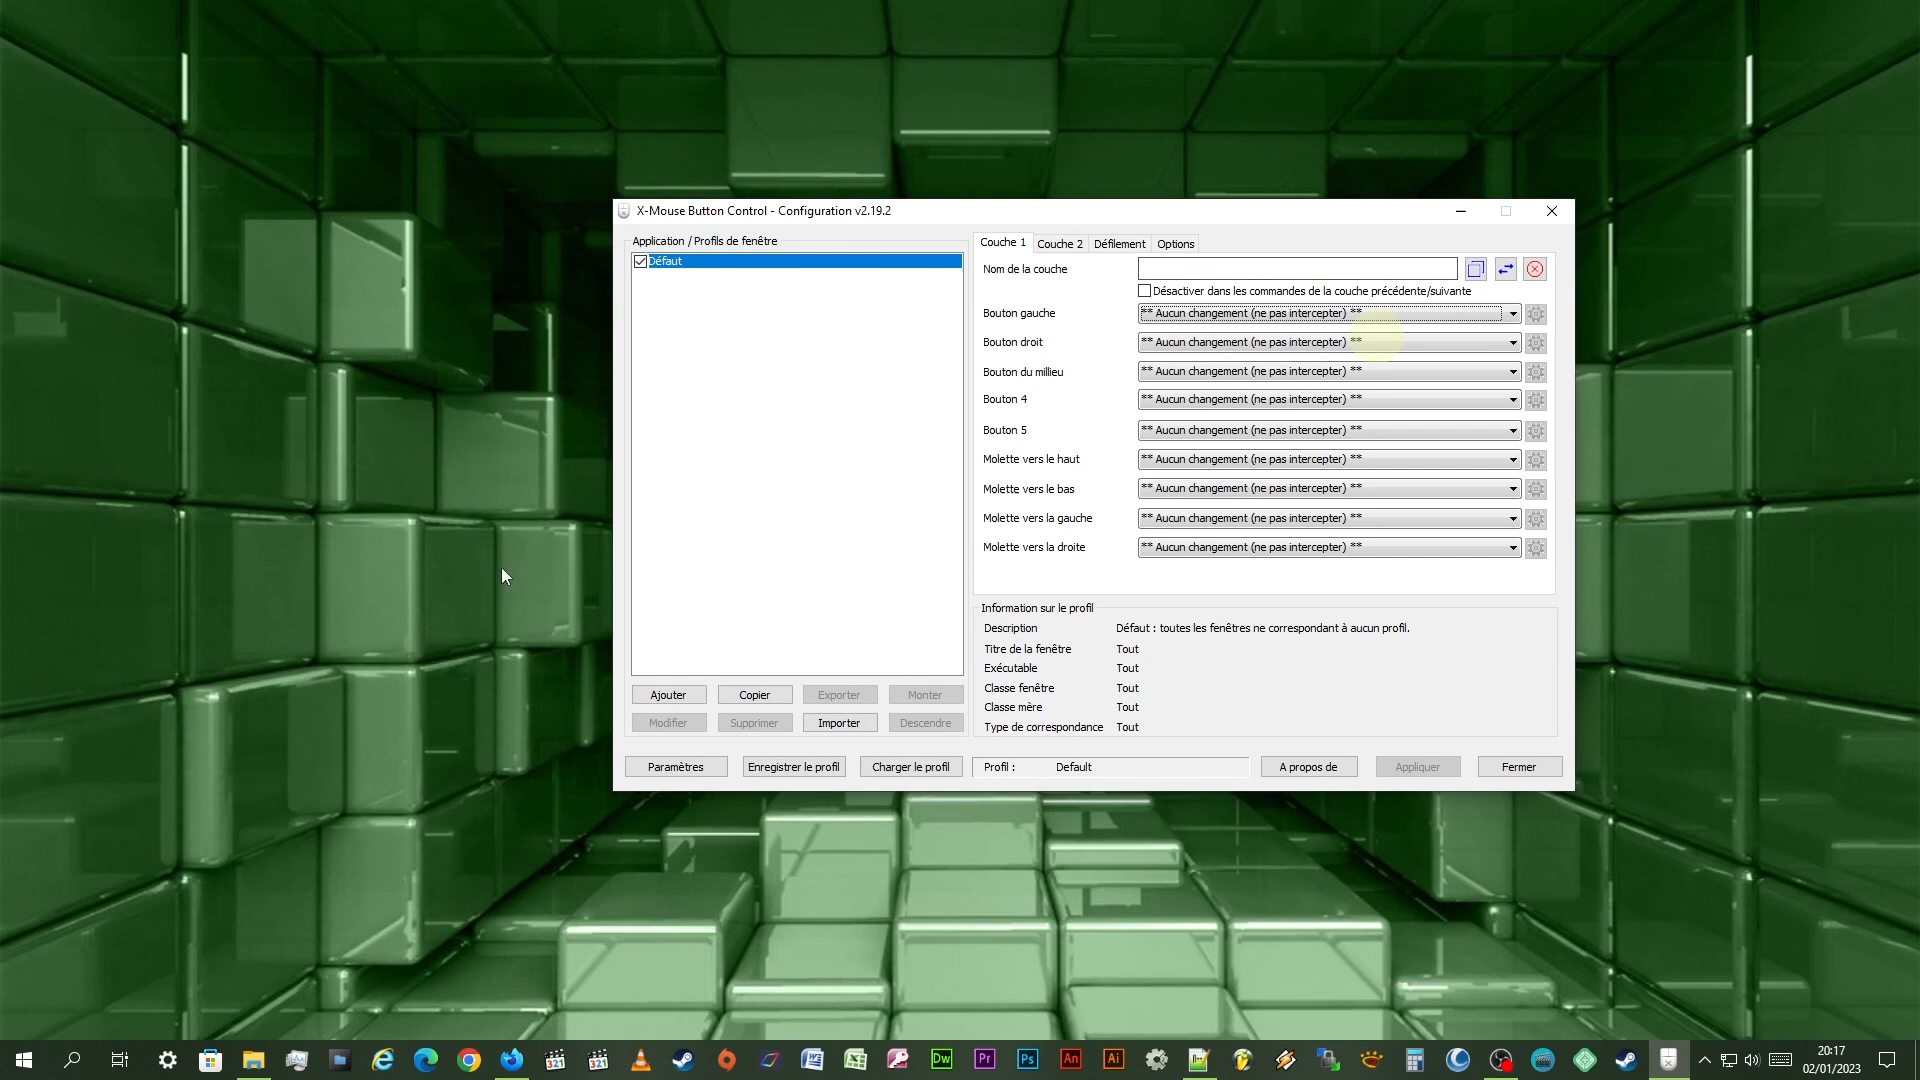 X-Mouse Button Control - Configuration v2.19.2
Application / Profils de fenêtre
Défaut
Ajouter
Copier
Exporter
Monter
Modifier
Supprimer
Importer
Descendre
Couche 1
Couche 2
Défilement
Options
Nom de la couche
Désactiver dans les commandes de la couche précédente/suivante
Bouton gauche
** Aucun changement (ne pas intercepter) **
Bouton droit
** Aucun changement (ne pas intercepter) **
Bouton du millieu
** Aucun changement (ne pas intercepter) **
Bouton 4
** Aucun changement (ne pas intercepter) **
Bouton 5
** Aucun changement (ne pas intercepter) **
Molette vers le haut
** Aucun changement (ne pas intercepter) **
Molette vers le bas
** Aucun changement (ne pas intercepter) **
Molette vers la gauche
** Aucun changement (ne pas intercepter) **
Molette vers la droite
** Aucun changement (ne pas intercepter) **
Information sur le profil
Description
Défaut : toutes les fenêtres ne correspondant à aucun profil.
Titre de la fenêtre
Tout
Exécutable
Tout
Classe fenêtre
Tout
Classe mère
Tout
Type de correspondance
Tout
Paramètres
Enregistrer le profil
Charger le profil
Profil :
Default
A propos de
Appliquer
Fermer
321
321
Dw
Pr
Ps
An
Ai
20:17
02/01/2023